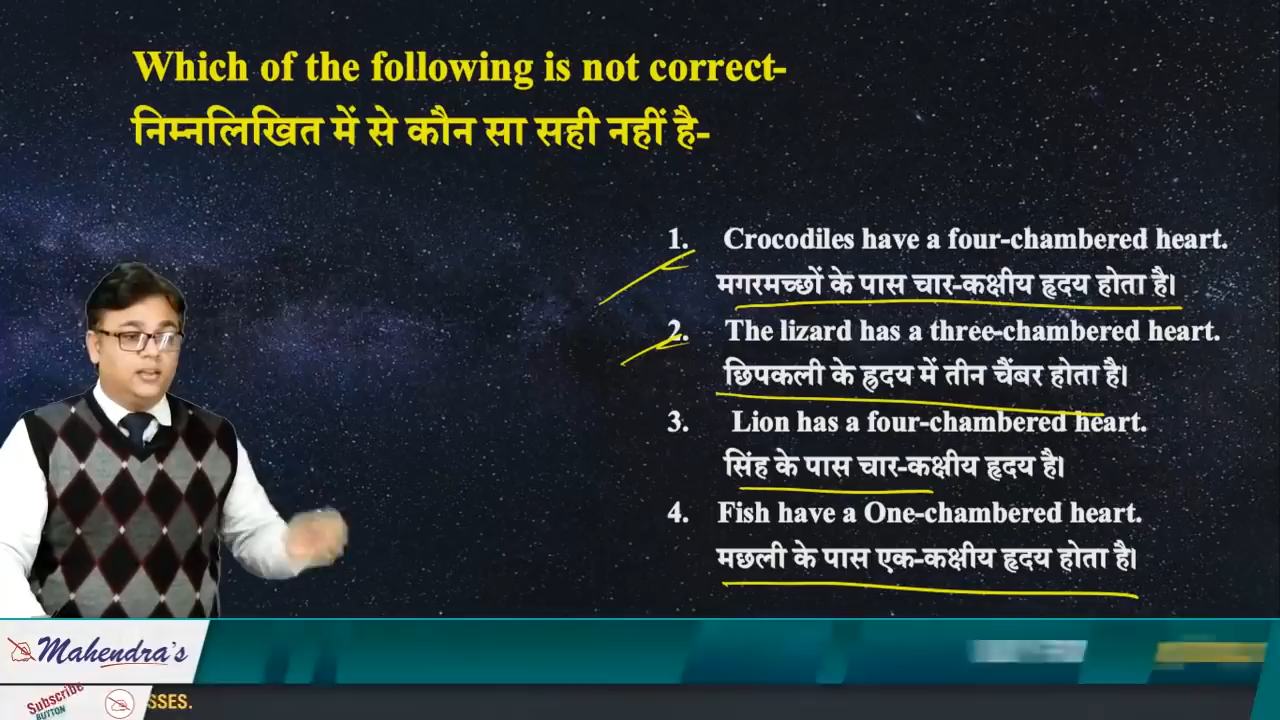 Which of the following is not correct-
निम्नलिखित में से कौन सा सही नहीं है-
1. Crocodiles have a four-chambered heart.
मगरमच्छों के पास चार-कक्षीय हृदय होता है।
2. The lizard has a three-chambered heart.
छिपकली के ह्रदय में तीन चैंबर होता है।
3. Lion has a four-chambered heart.
सिंह के पास चार-कक्षीय हृदय है।
4. Fish have a One-chambered heart.
मछली के पास एक-कक्षीय हृदय होता है।
Mahendra's
Subscribe
BUTTON
SSES.